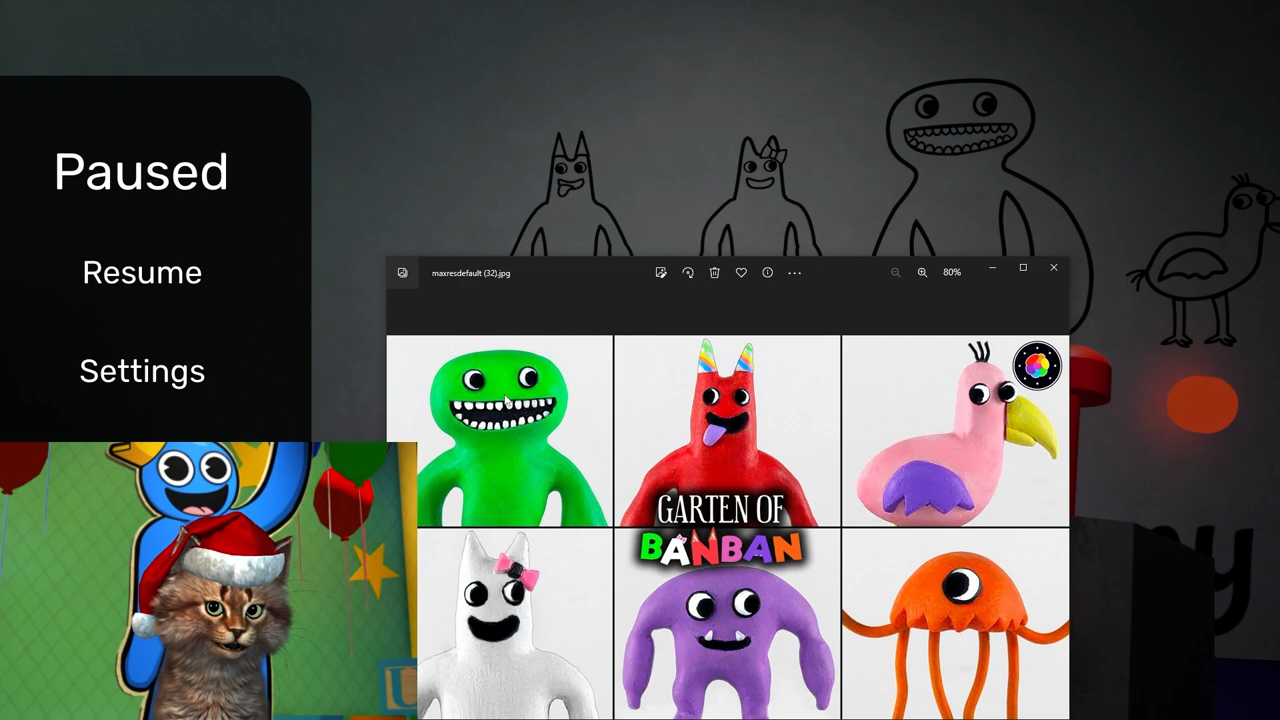 Paused
Resume
Settings
maxresdefault (32).jpg
80%
GARTEN OF
BANBAN
y
U